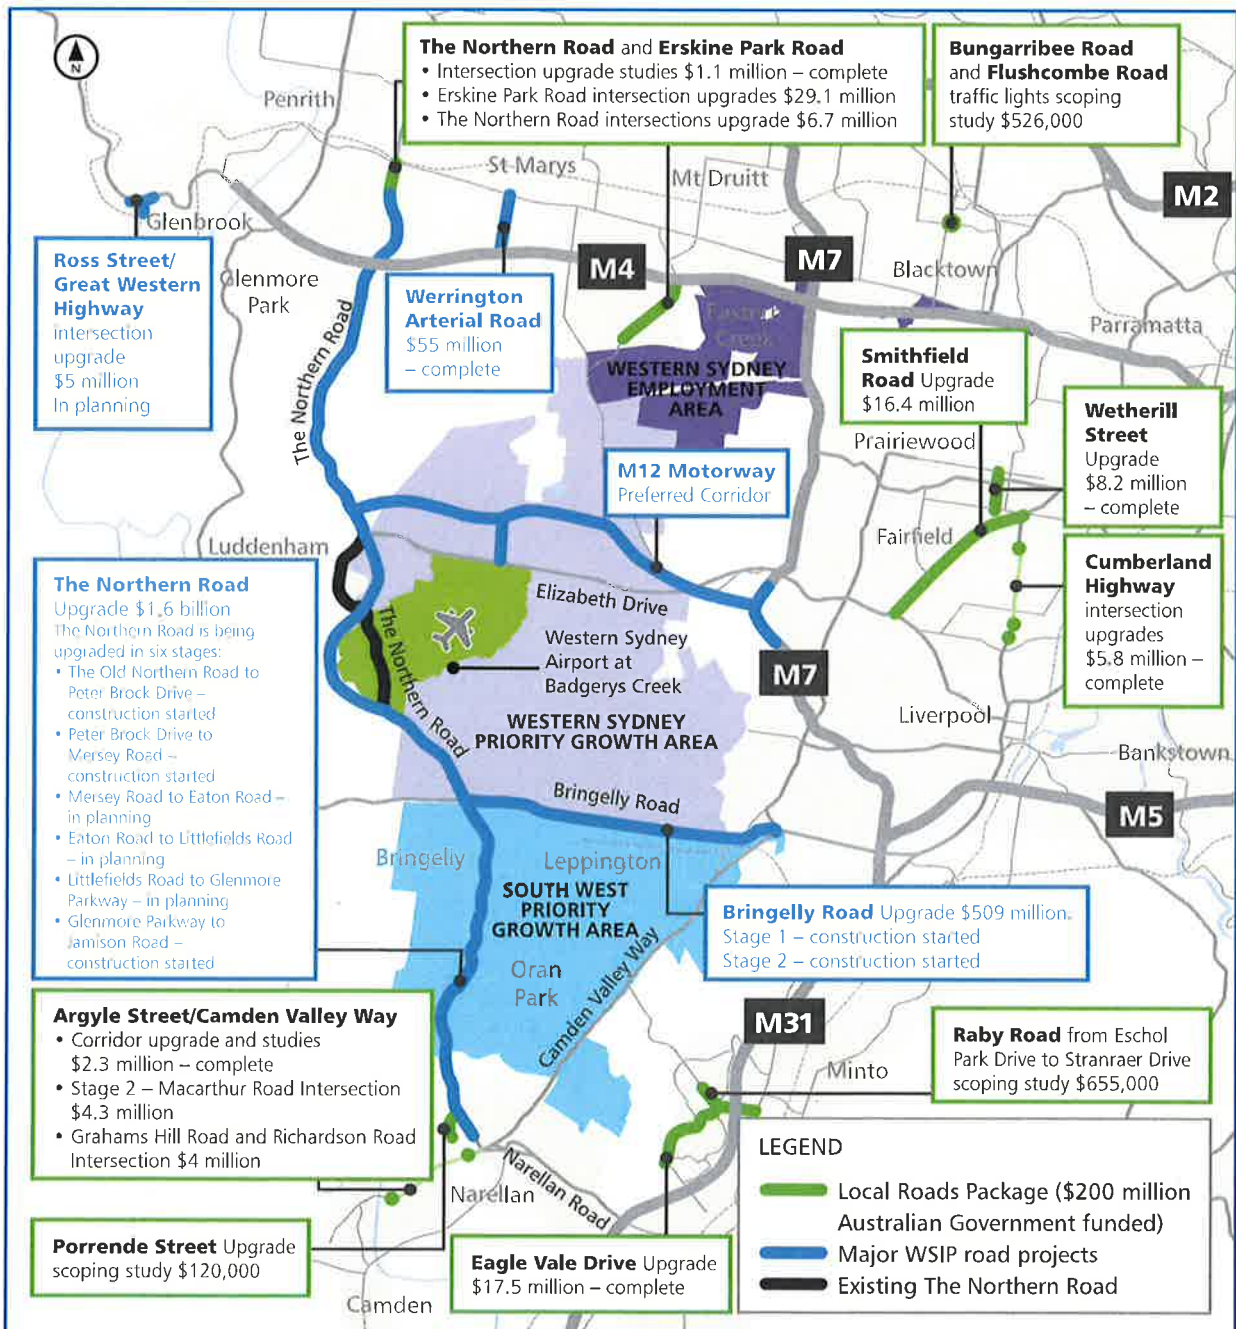 The Northern Road and Erskine Park Road
• Intersection upgrade studies $1.1 million – complete
• Erskine Park Road intersection upgrades $29.1 million
• The Northern Road intersections upgrade $6.7 million
Bungarribee Road
and Flushcombe Road
traffic lights scoping
study $526,000
N
Penrith
St Marys
Mt Druitt
M2
Glenbrook
Ross Street/
Great Western
Highway
intersection
upgrade
$5 million
In planning
Glenmore
Park
The Northern Road
Werrington
Arterial Road
$55 million
– complete
M4
M7
Blacktown
Parramatta
Eastern
Creek
WESTERN SYDNEY
EMPLOYMENT
AREA
Smithfield
Road Upgrade
$16.4 million
Wetherill
Street
Upgrade
$8.2 million
– complete
Prairiewood
M12 Motorway
Preferred Corridor
Fairfield
Luddenham
Cumberland
Highway
intersection
upgrades
$5.8 million –
complete
The Northern Road
Upgrade $1.6 billion
The Northern Road is being
upgraded in six stages:
• The Old Northern Road to
Peter Brock Drive –
construction started
• Peter Brock Drive to
Mersey Road –
construction started
• Mersey Road to Eaton Road –
in planning
• Eaton Road to Littlefields Road
– in planning
• Littlefields Road to Glenmore
Parkway – in planning
• Glenmore Parkway to
Jamison Road –
construction started
Elizabeth Drive
The Northern Road
Western Sydney
Airport at
Badgerys Creek
M7
Liverpool
WESTERN SYDNEY
PRIORITY GROWTH AREA
Bankstown
Bringelly Road
M5
Bringelly
Leppington
SOUTH WEST
PRIORITY
GROWTH AREA
Bringelly Road Upgrade $509 million.
Stage 1 – construction started
Stage 2 – construction started
Oran
Park
Camden Valley Way
Argyle Street/Camden Valley Way
• Corridor upgrade and studies
$2.3 million – complete
• Stage 2 – Macarthur Road Intersection
$4.3 million
• Grahams Hill Road and Richardson Road
Intersection $4 million
M31
Raby Road from Eschol
Park Drive to Stranraer Drive
scoping study $655,000
Minto
Narellan
Narellan Road
LEGEND
Local Roads Package ($200 million
Australian Government funded)
Major WSIP road projects
Existing The Northern Road
Porrende Street Upgrade
scoping study $120,000
Eagle Vale Drive Upgrade
$17.5 million – complete
Camden